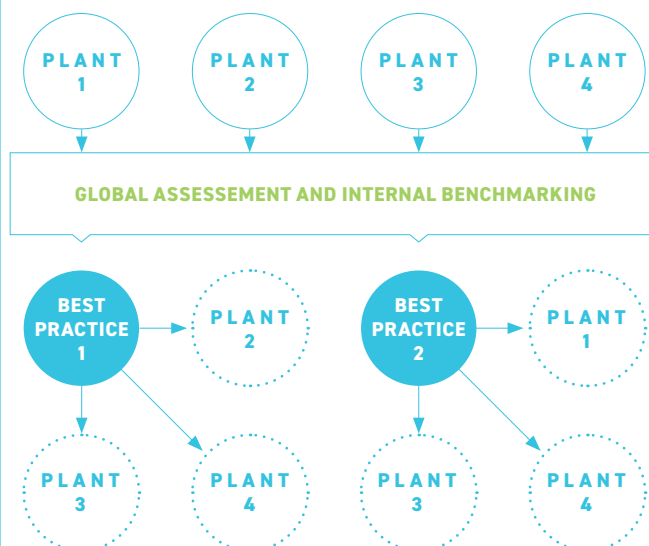 PLANT
1
PLANT
2
PLANT
3
PLANT
4
GLOBAL ASSESSEMENT AND INTERNAL BENCHMARKING
BEST
PRACTICE
1
PLANT
2
BEST
PRACTICE
2
PLANT
1
PLANT
3
PLANT
4
PLANT
3
PLANT
4